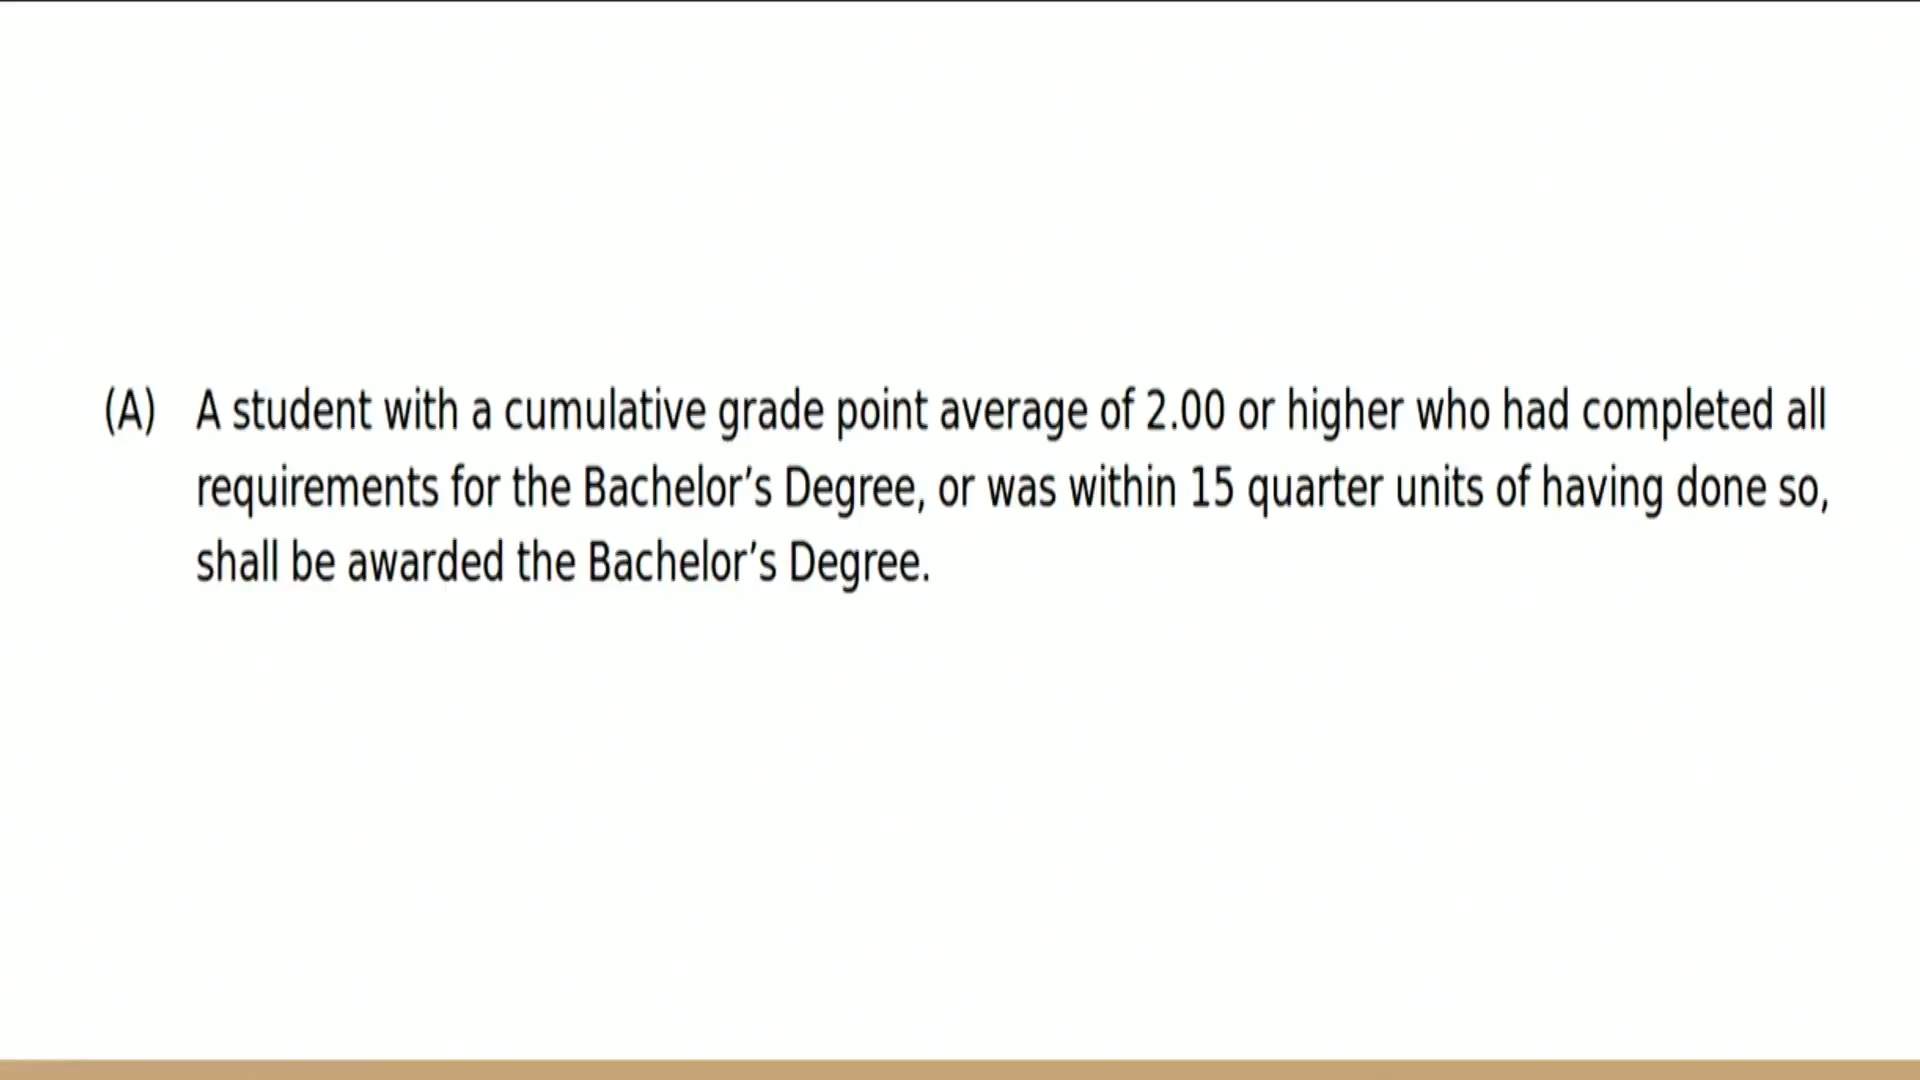 (A) A student with a cumulative grade point average of 2.00 or higher who had completed all
requirements for the Bachelor’s Degree, or was within 15 quarter units of having done so,
shall be awarded the Bachelor’s Degree.